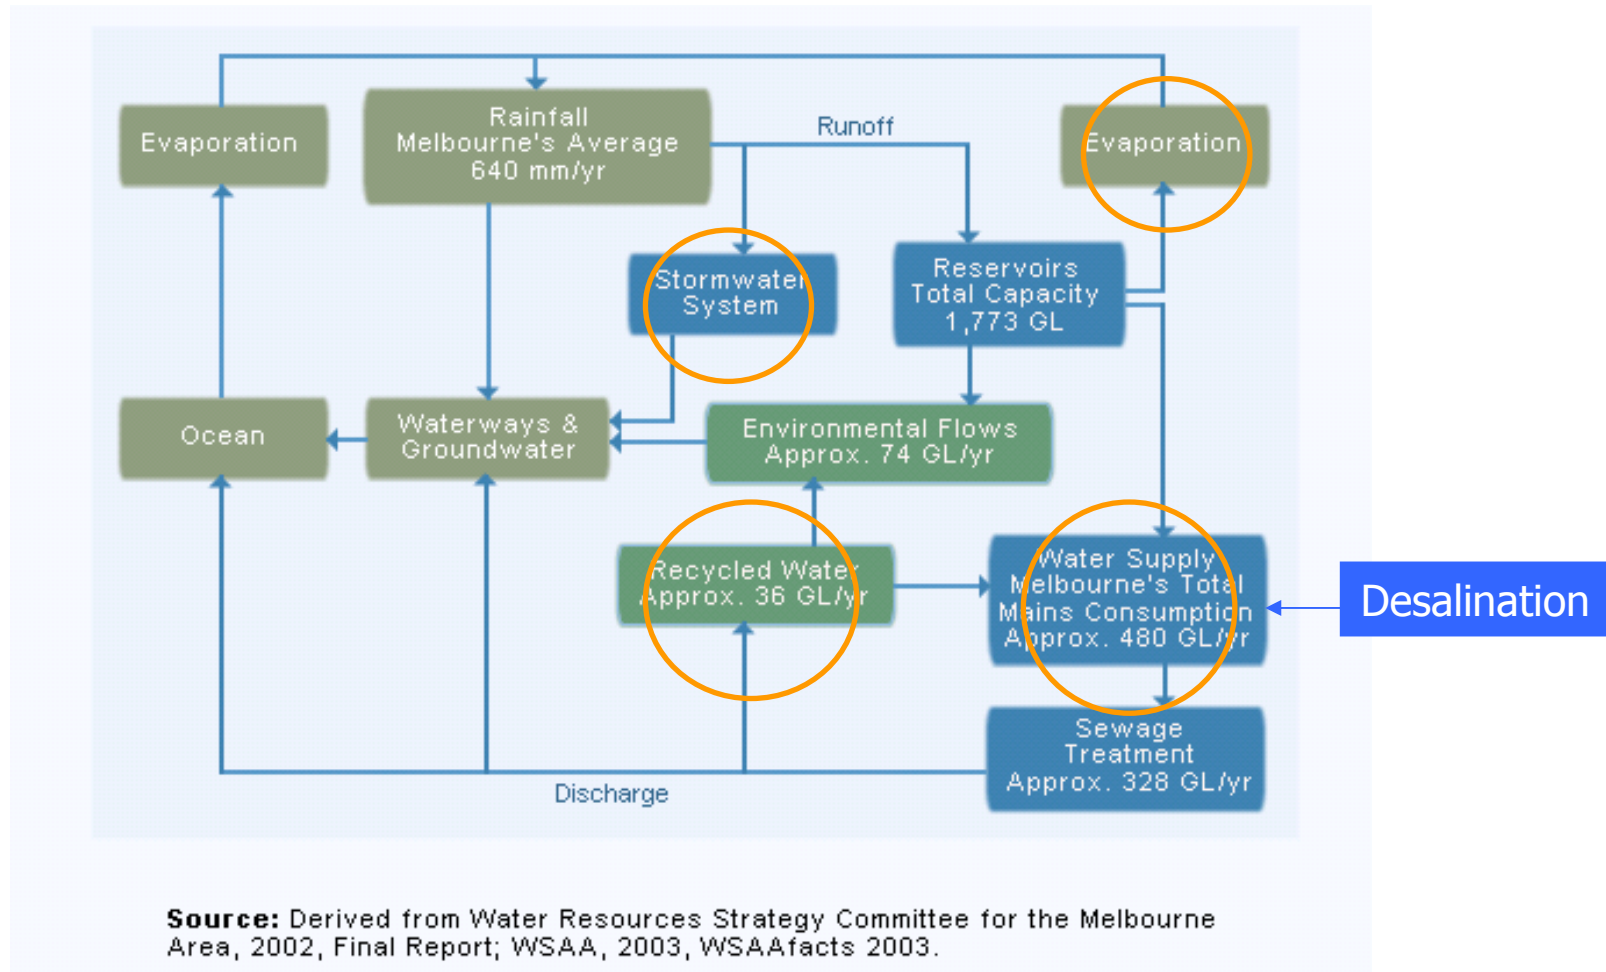 Evaporation
Rainfall
Melbourne's Average
640 mm/yr
Runoff
Evaporation
Stormwater
System
Reservoirs
Total Capacity
1,773 GL
Ocean
Waterways &
Groundwater
Environmental Flows
Approx. 74 GL/yr
Recycled Water
Approx. 36 GL/yr
Water Supply
Melbourne's Total
Mains Consumption
Approx. 480 GL/yr
Desalination
Sewage
Treatment
Approx. 328 GL/yr
Discharge
Source: Derived from Water Resources Strategy Committee for the Melbourne
Area, 2002, Final Report; WSAA, 2003, WSAAfacts 2003.